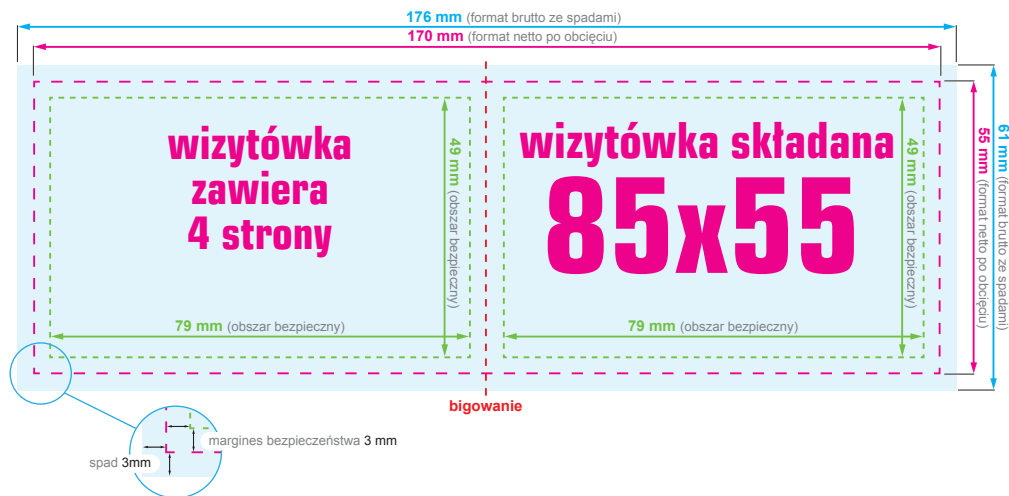 176 mm (format brutto ze spadami)
170 mm (format netto po obcięciu)
wizytówka
zawiera
4 strony
49 mm (obszar bezpieczny)
79 mm (obszar bezpieczny)
wizytówka składana
85x55
49 mm (obszar bezpieczny)
79 mm (obszar bezpieczny)
55 mm (format netto po obcięciu)
61 mm (format brutto ze spadami)
bigowanie
margines bezpieczeństwa 3 mm
spad 3mm